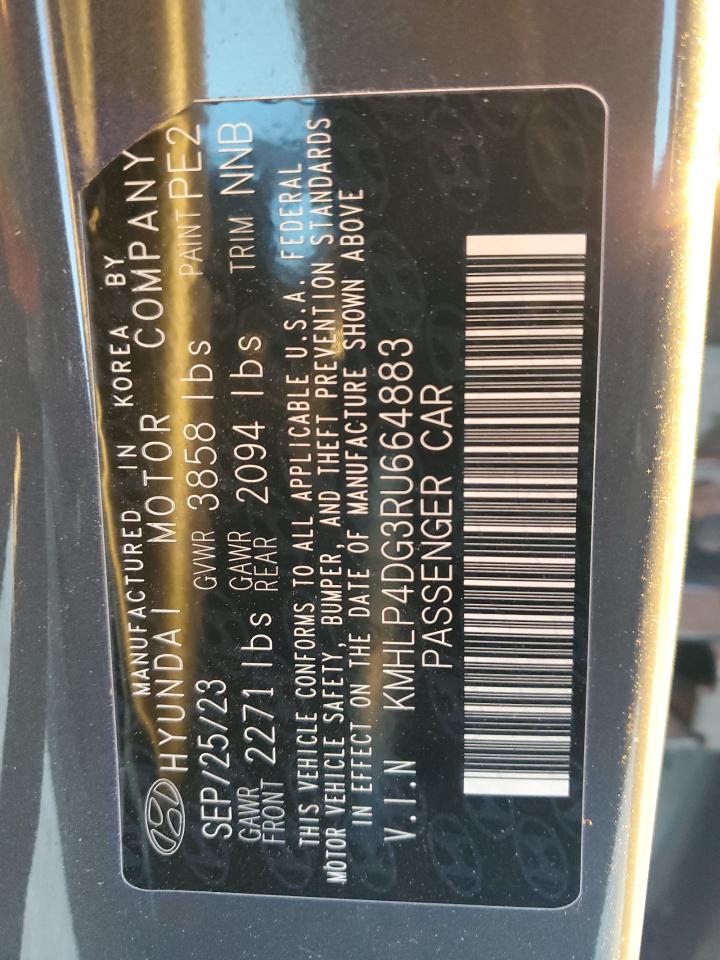 MANUFACTURED IN KOREA BY
HYUNDAI MOTOR COMPANY
SEP/25/23 GVWR 3858 lbs PAINT PE2
GAWR FRONT 2271 lbs GAWR REAR 2094 lbs TRIM NNB
THIS VEHICLE CONFORMS TO ALL APPLICABLE U.S.A. FEDERAL
MOTOR VEHICLE SAFETY, BUMPER, AND THEFT PREVENTION STANDARDS
IN EFFECT ON THE DATE OF MANUFACTURE SHOWN ABOVE
V.I.N KMHLP4DG3RU664883
PASSENGER CAR